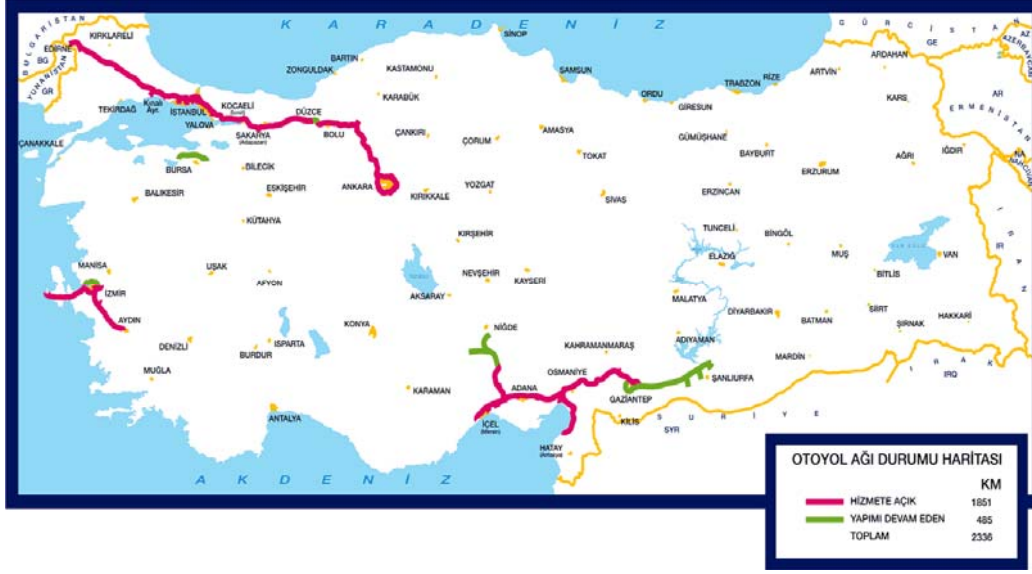 K A R A D E N İ Z
BULGARİSTAN
BG
YUNANİSTAN
GR
GÜRCİSTAN
GE
AZ
AZERBAYCAN
AR
ERMENİSTAN
NA
NAHCIVAN
İRAN
IR
IRAK
IRQ
SURİYE
SYR
A K D E N İ Z
EDİRNE
KIRKLARELİ
TEKİRDAĞ
Kınalı
Ayr.
İSTANBUL
YALOVA
KOCAELİ
(İzmit)
SAKARYA
(Adapazarı)
DÜZCE
BOLU
ZONGULDAK
BARTIN
KARABÜK
KASTAMONU
SİNOP
SAMSUN
ORDU
GİRESUN
TRABZON
RİZE
ARTVİN
ARDAHAN
KARS
ÇANAKKALE
BURSA
BİLECİK
BALIKESİR
ESKİŞEHİR
KÜTAHYA
ANKARA
ÇANKIRI
KIRIKKALE
ÇORUM
AMASYA
TOKAT
YOZGAT
SİVAS
GÜMÜŞHANE
BAYBURT
ERZİNCAN
ERZURUM
AĞRI
IĞDIR
MANİSA
İZMİR
AYDIN
UŞAK
AFYON
DENİZLİ
MUĞLA
BURDUR
ISPARTA
ANTALYA
KONYA
KARAMAN
AKSARAY
KIRŞEHİR
NEVŞEHİR
KAYSERİ
NİĞDE
TUNCELİ
ELAZIĞ
BİNGÖL
MUŞ
BİTLİS
VAN
MALATYA
DİYARBAKIR
BATMAN
SİİRT
ŞIRNAK
HAKKARİ
MARDİN
ADIYAMAN
KAHRAMANMARAŞ
ŞANLIURFA
GAZİANTEP
KİLİS
OSMANİYE
ADANA
İÇEL
(Mersin)
HATAY
(Antakya)
OTOYOL AĞI DURUMU HARİTASI
KM
HİZMETE AÇIK 1851
YAPIMI DEVAM EDEN 485
TOPLAM 2336